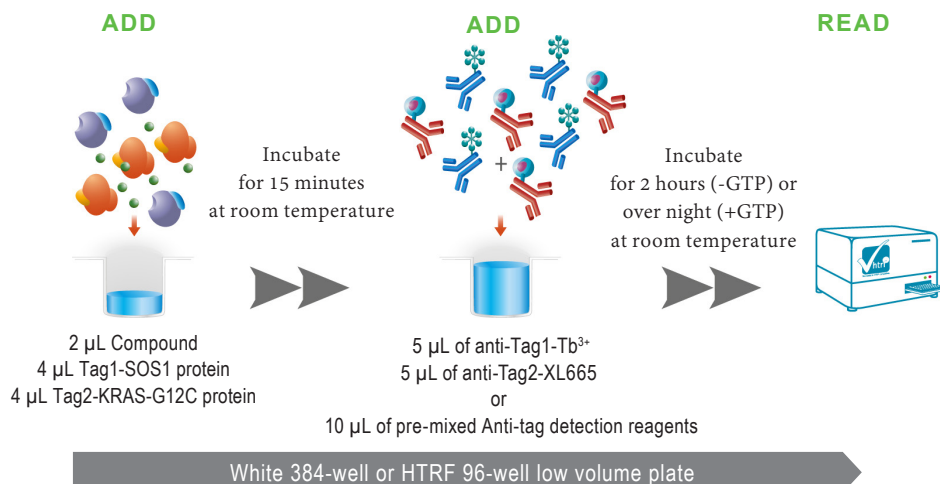 ADD
ADD
READ
Incubate
for 15 minutes
at room temperature
+
Incubate
for 2 hours (-GTP) or
over night (+GTP)
at room temperature
htrf
2 µL Compound
4 µL Tag1-SOS1 protein
4 µL Tag2-KRAS-G12C protein
5 µL of anti-Tag1-Tb³⁺
5 µL of anti-Tag2-XL665
or
10 µL of pre-mixed Anti-tag detection reagents
White 384-well or HTRF 96-well low volume plate